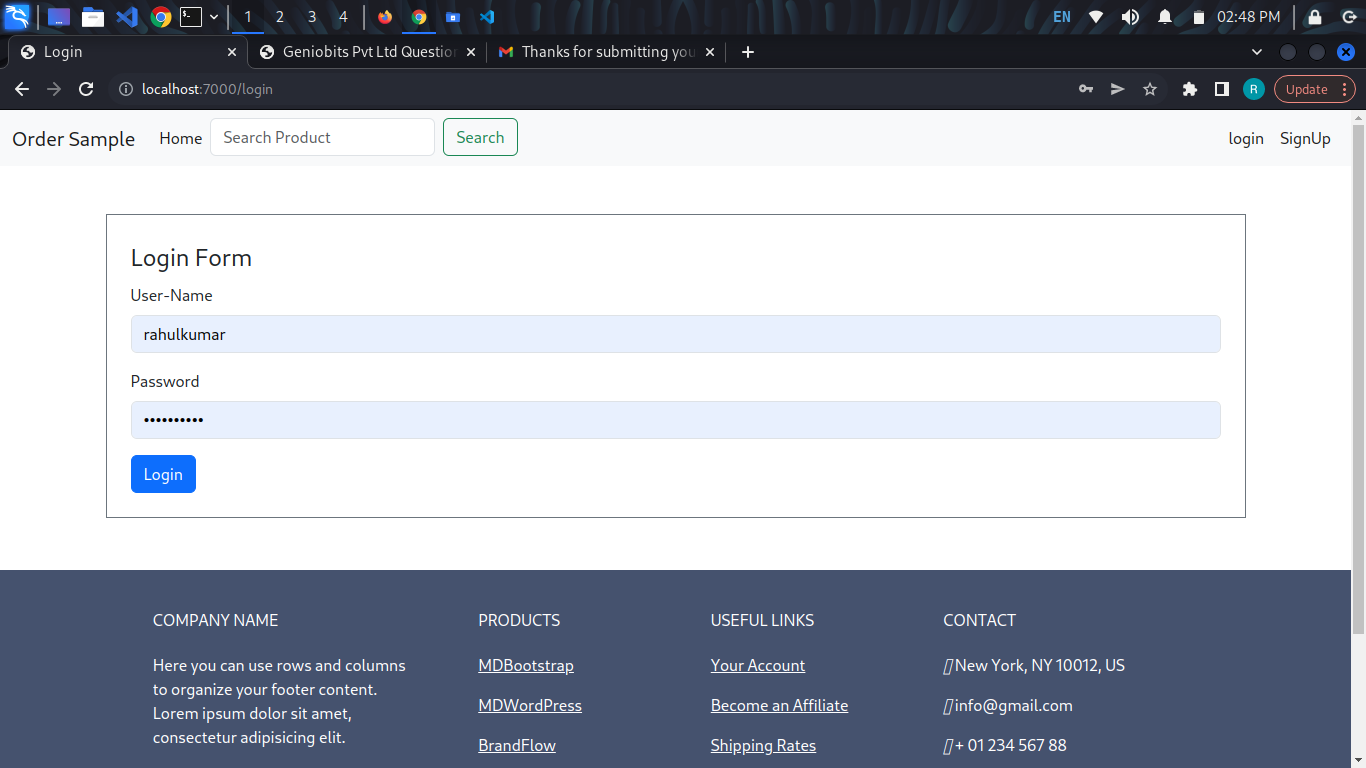 1 2 3 4 EN 02:48 PM
Login Geniobits Pvt Ltd Question Thanks for submitting you
localhost:7000/login R Update
Order Sample Home Search Product Search login SignUp
Login Form
User-Name
rahulkumar
Password
••••••••••
Login
COMPANY NAME
Here you can use rows and columns
to organize your footer content.
Lorem ipsum dolor sit amet,
consectetur adipisicing elit.
PRODUCTS
MDBootstrap
MDWordPress
BrandFlow
USEFUL LINKS
Your Account
Become an Affiliate
Shipping Rates
CONTACT
New York, NY 10012, US
info@gmail.com
+ 01 234 567 88